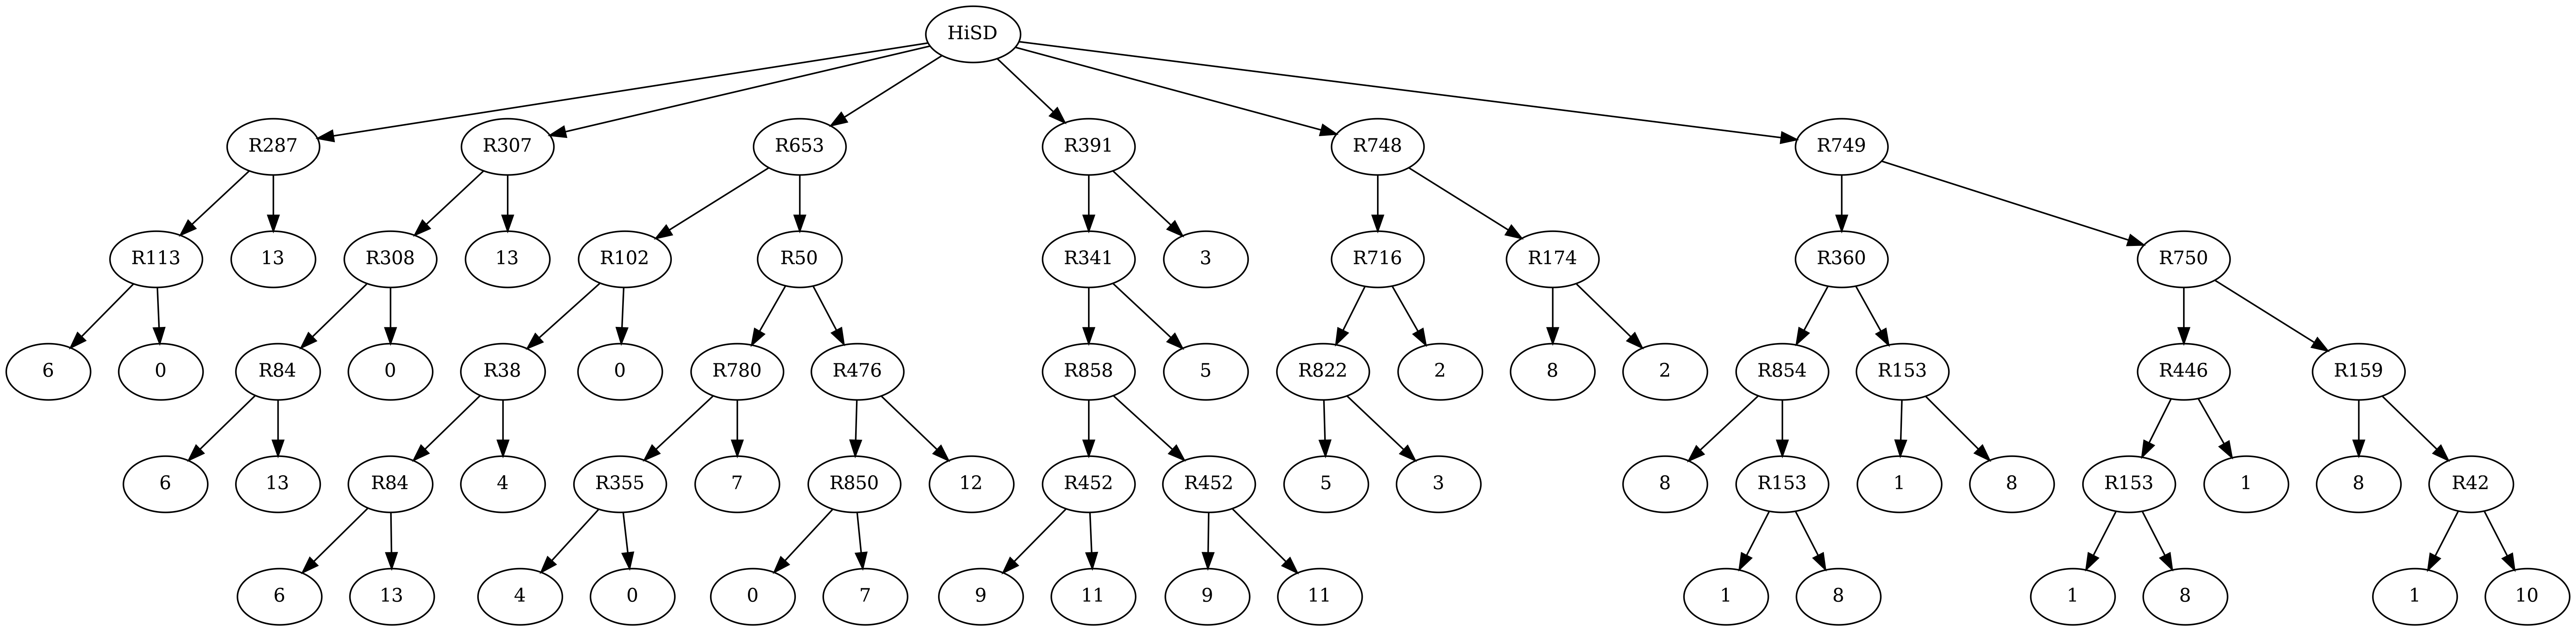 HiSD
R287 R307 R653 R391 R748 R749
R113 13 R308 13 R102 R50 R341 3 R716 R174 R360 R750
6 0 R84 0 R38 0 R780 R476 R858 5 R822 2 8 2 R854 R153 R446 R159
6 13 R84 4 R355 7 R850 12 R452 R452 5 3 8 R153 1 8 R153 1 8 R42
6 13 4 0 0 7 9 11 9 11 1 8 1 8 1 10